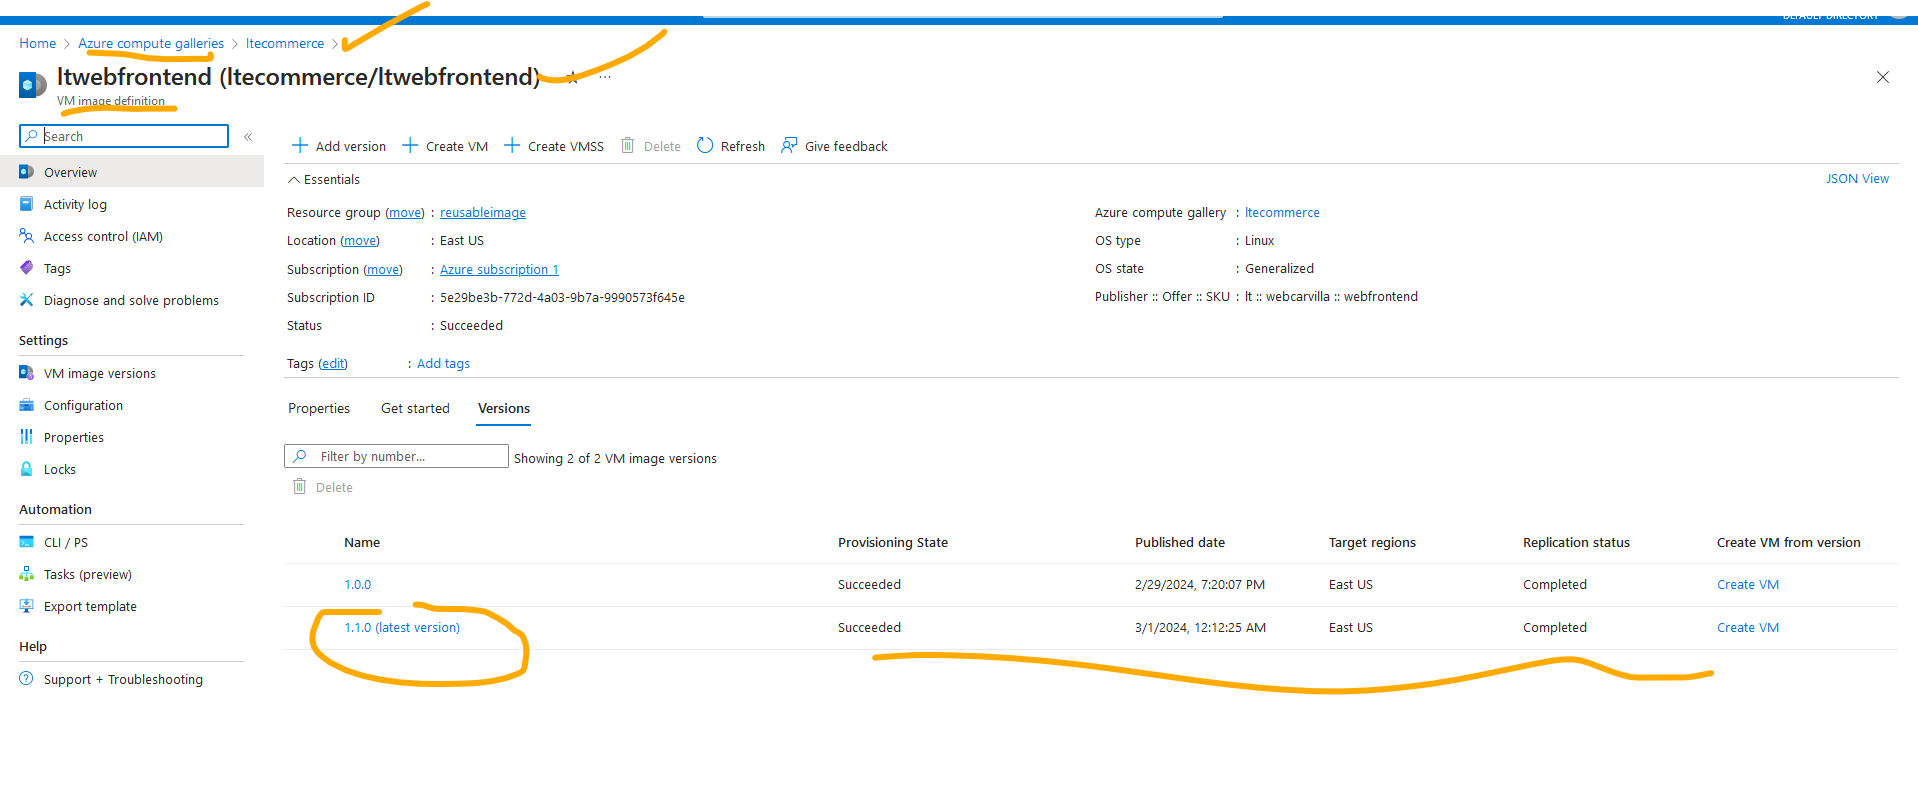 DEFAULT DIRECTORY
Home > Azure compute galleries > ltecommerce >
ltwebfrontend (ltecommerce/ltwebfrontend) ...
VM image definition
Search «
Add version Create VM Create VMSS Delete Refresh Give feedback
Overview
Activity log
Access control (IAM)
Tags
Diagnose and solve problems
Settings
VM image versions
Configuration
Properties
Locks
Automation
CLI / PS
Tasks (preview)
Export template
Help
Support + Troubleshooting
Essentials JSON View
Resource group (move) : reusableimage
Location (move) : East US
Subscription (move) : Azure subscription 1
Subscription ID : 5e29be3b-772d-4a03-9b7a-9990573f645e
Status : Succeeded
Azure compute gallery : ltecommerce
OS type : Linux
OS state : Generalized
Publisher :: Offer :: SKU : lt :: webcarvilla :: webfrontend
Tags (edit) : Add tags
Properties Get started Versions
Filter by number... Showing 2 of 2 VM image versions
Delete
Name Provisioning State Published date Target regions Replication status Create VM from version
1.0.0 Succeeded 2/29/2024, 7:20:07 PM East US Completed Create VM
1.1.0 (latest version) Succeeded 3/1/2024, 12:12:25 AM East US Completed Create VM